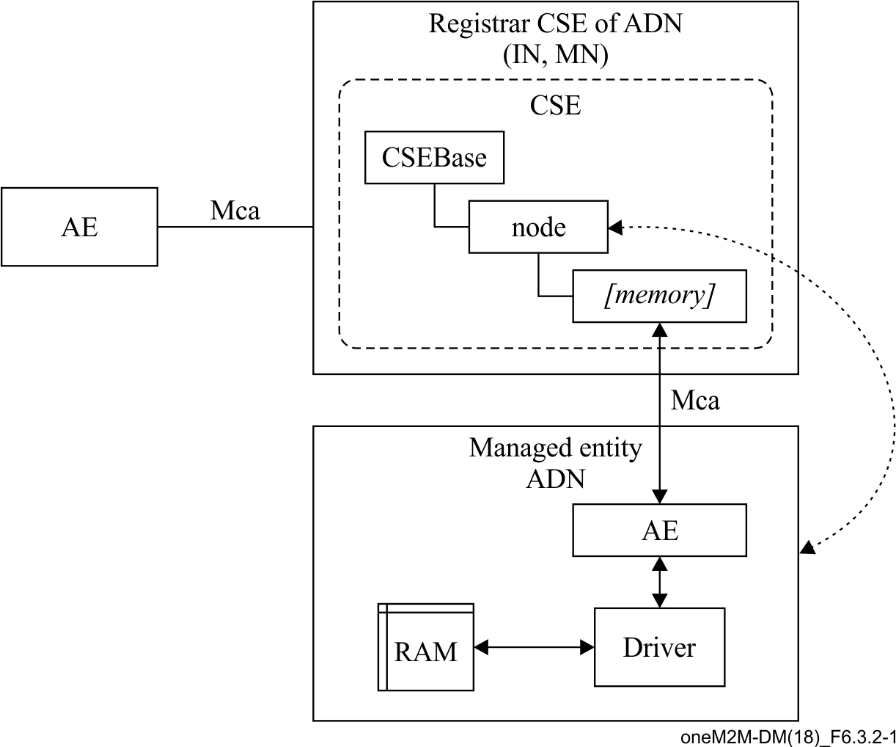 Registrar CSE of ADN
(IN, MN)
CSE
CSEBase
AE
Mca
node
[memory]
Mca
Managed entity
ADN
AE
RAM
Driver
oneM2M-DM(18)_F6.3.2-1